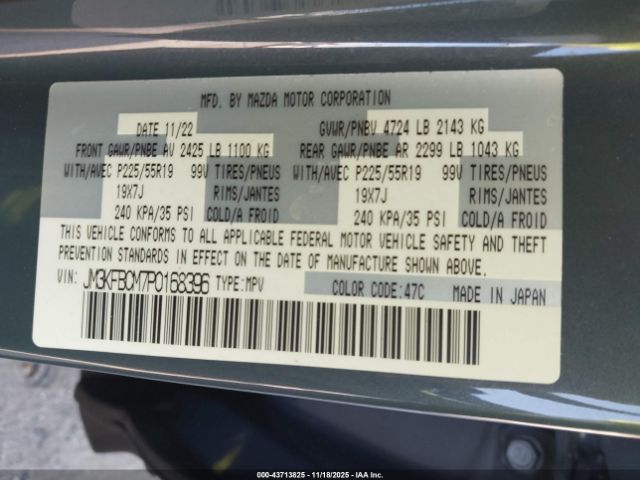 MFD. BY MAZDA MOTOR CORPORATION
DATE 11/22 GVWR/PNBV 4724 LB 2143 KG
FRONT GAWR/PNBE AV 2425 LB 1100 KG REAR GAWR/PNBE AR 2299 LB 1043 KG
WITH/AVEC P225/55R19 99V TIRES/PNEUS WITH/AVEC P225/55R19 99V TIRES/PNEUS
19X7J RIMS/JANTES 19X7J RIMS/JANTES
240 KPA/35 PSI COLD/A FROID 240 KPA/35 PSI COLD/A FROID
THIS VEHICLE CONFORMS TO ALL APPLICABLE FEDERAL MOTOR VEHICLE SAFETY AND THEFT
PREVENTION STANDARDS IN EFFECT ON THE DATE OF MANUFACTURE SHOWN ABOVE.
VIN: JM3KFBCM7P0168396 TYPE:MPV COLOR CODE:47C MADE IN JAPAN
00-43713825 11/18/2025 IAA Inc.